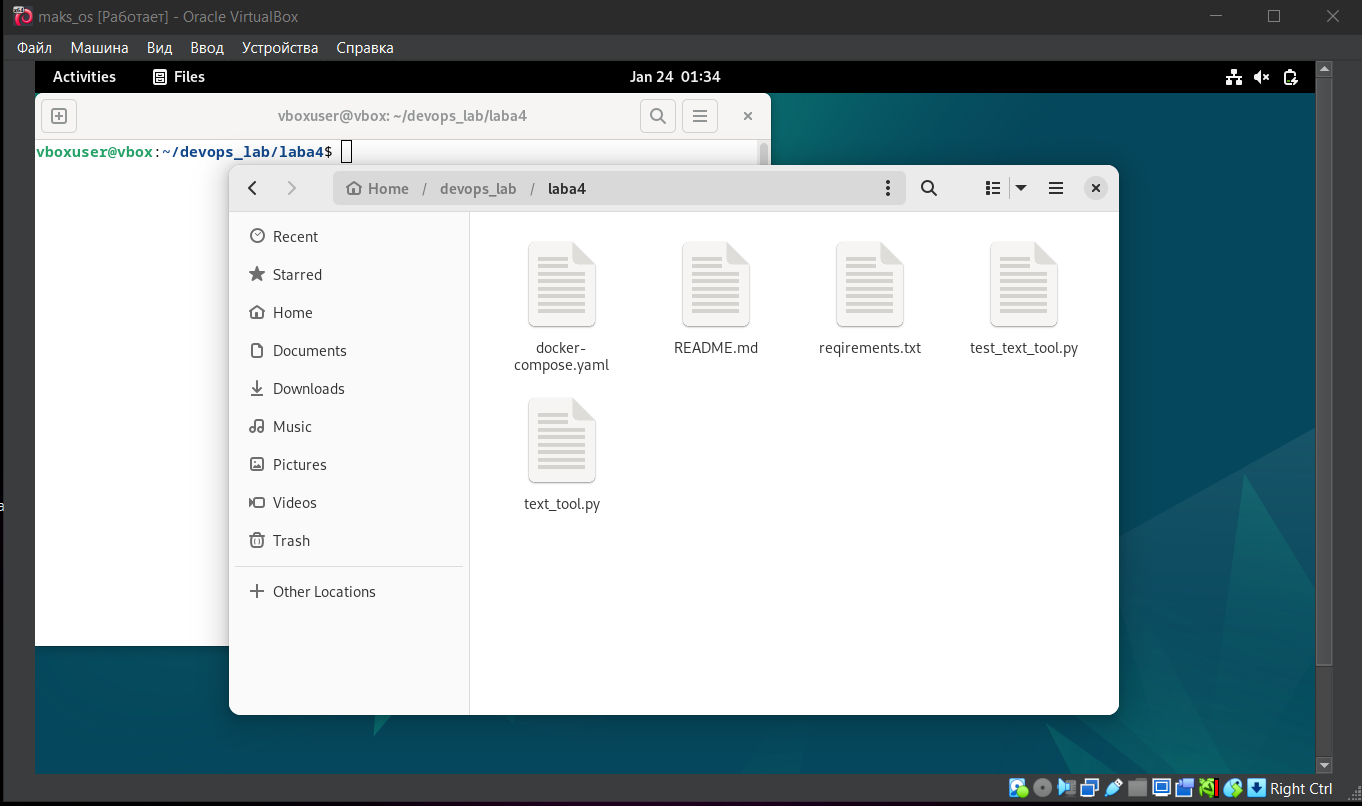 maks_os [Работает] - Oracle VirtualBox
Файл Машина Вид Ввод Устройства Справка
Activities Files Jan 24 01:34
vboxuser@vbox: ~/devops_lab/laba4
vboxuser@vbox:~/devops_lab/laba4$
Home / devops_lab / laba4
Recent
Starred
Home
Documents
Downloads
Music
Pictures
Videos
Trash
Other Locations
docker-
compose.yaml
README.md
reqirements.txt
test_text_tool.py
text_tool.py
Right Ctrl